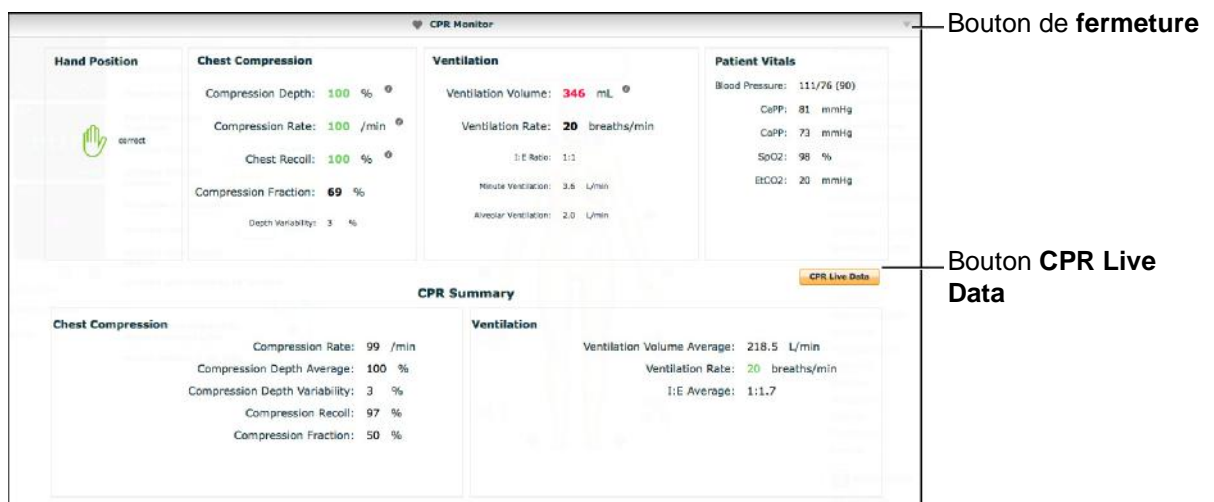 CPR Monitor
Bouton de fermeture
Hand Position
correct
Chest Compression
Compression Depth: 100 %
Compression Rate: 100 /min
Chest Recoil: 100 %
Compression Fraction: 69 %
Depth Variability: 3 %
Ventilation
Ventilation Volume: 346 mL
Ventilation Rate: 20 breaths/min
I:E Ratio: 1:1
Minute Ventilation: 3.6 L/min
Alveolar Ventilation: 2.0 L/min
Patient Vitals
Blood Pressure: 111/76 (90)
CePP: 81 mmHg
CoPP: 73 mmHg
SpO2: 98 %
EtCO2: 20 mmHg
CPR Live Data
Bouton CPR Live
Data
CPR Summary
Chest Compression
Compression Rate: 99 /min
Compression Depth Average: 100 %
Compression Depth Variability: 3 %
Compression Recoil: 97 %
Compression Fraction: 50 %
Ventilation
Ventilation Volume Average: 218.5 L/min
Ventilation Rate: 20 breaths/min
I:E Average: 1:1.7